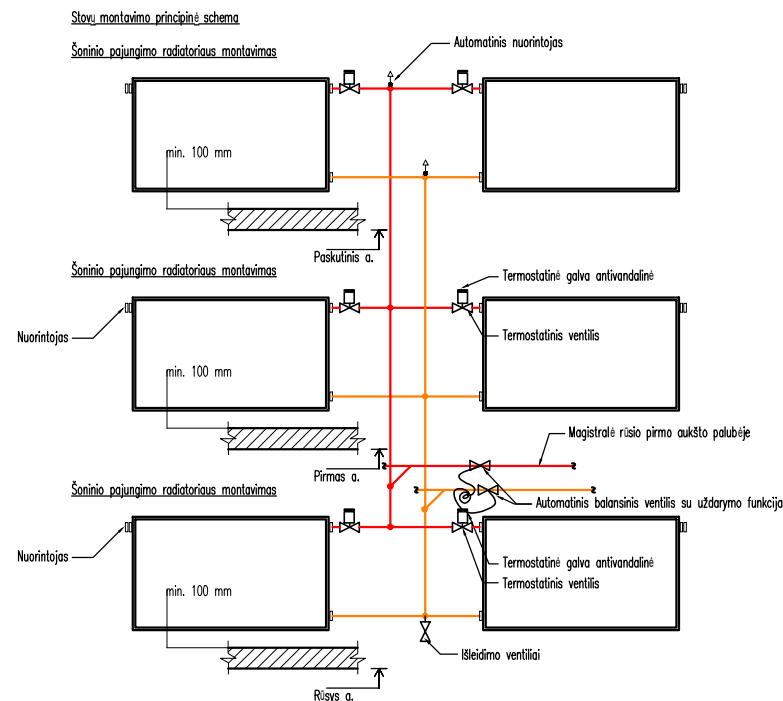 Stovų montavimo principinė schema
Šoninio pajungimo radiatoriaus montavimas
Automatinis nuorintojas
min. 100 mm
Paskutinis a.
Šoninio pajungimo radiatoriaus montavimas
Termostatinė galva antivandalinė
Nuorintojas
Termostatinis ventilis
min. 100 mm
Magistralė rūsio pirmo aukšto palubėje
Pirmas a.
Šoninio pajungimo radiatoriaus montavimas
Automatinis balansinis ventilis su uždarymo funkcija
Nuorintojas
Termostatinė galva antivandalinė
Termostatinis ventilis
min. 100 mm
Išleidimo ventiliai
Rūsys a.